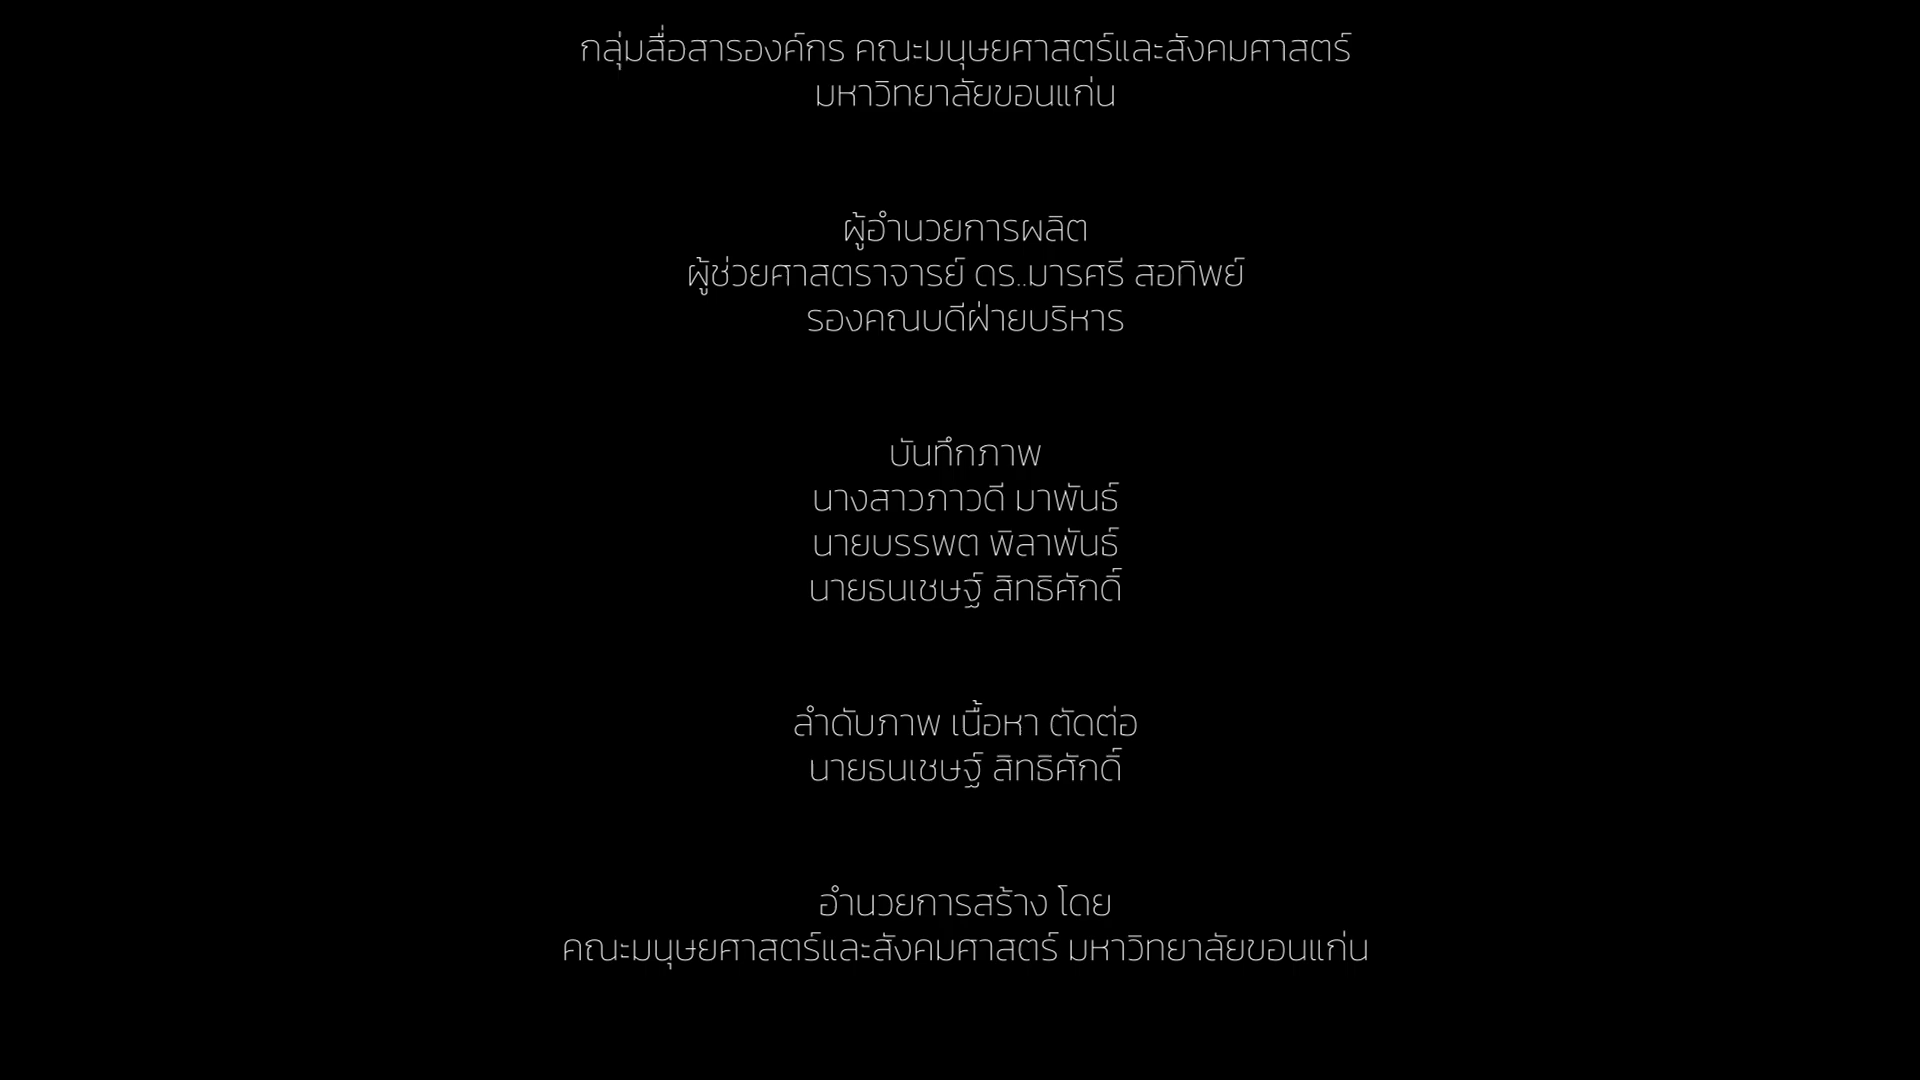 กลุ่มสื่อสารองค์กร คณะมนุษยศาสตร์และสังคมศาสตร์
มหาวิทยาลัยขอนแก่น
ผู้อำนวยการผลิต
ผู้ช่วยศาสตราจารย์ ดร..มารศรี สอทิพย์
รองคณบดีฝ่ายบริหาร
บันทึกภาพ
นางสาวภาวดี มาพันธ์
นายบรรพต พิลาพันธ์
นายธนเชษฐ์ สิทธิศักดิ์
ลำดับภาพ เนื้อหา ตัดต่อ
นายธนเชษฐ์ สิทธิศักดิ์
อำนวยการสร้าง โดย
คณะมนุษยศาสตร์และสังคมศาสตร์ มหาวิทยาลัยขอนแก่น